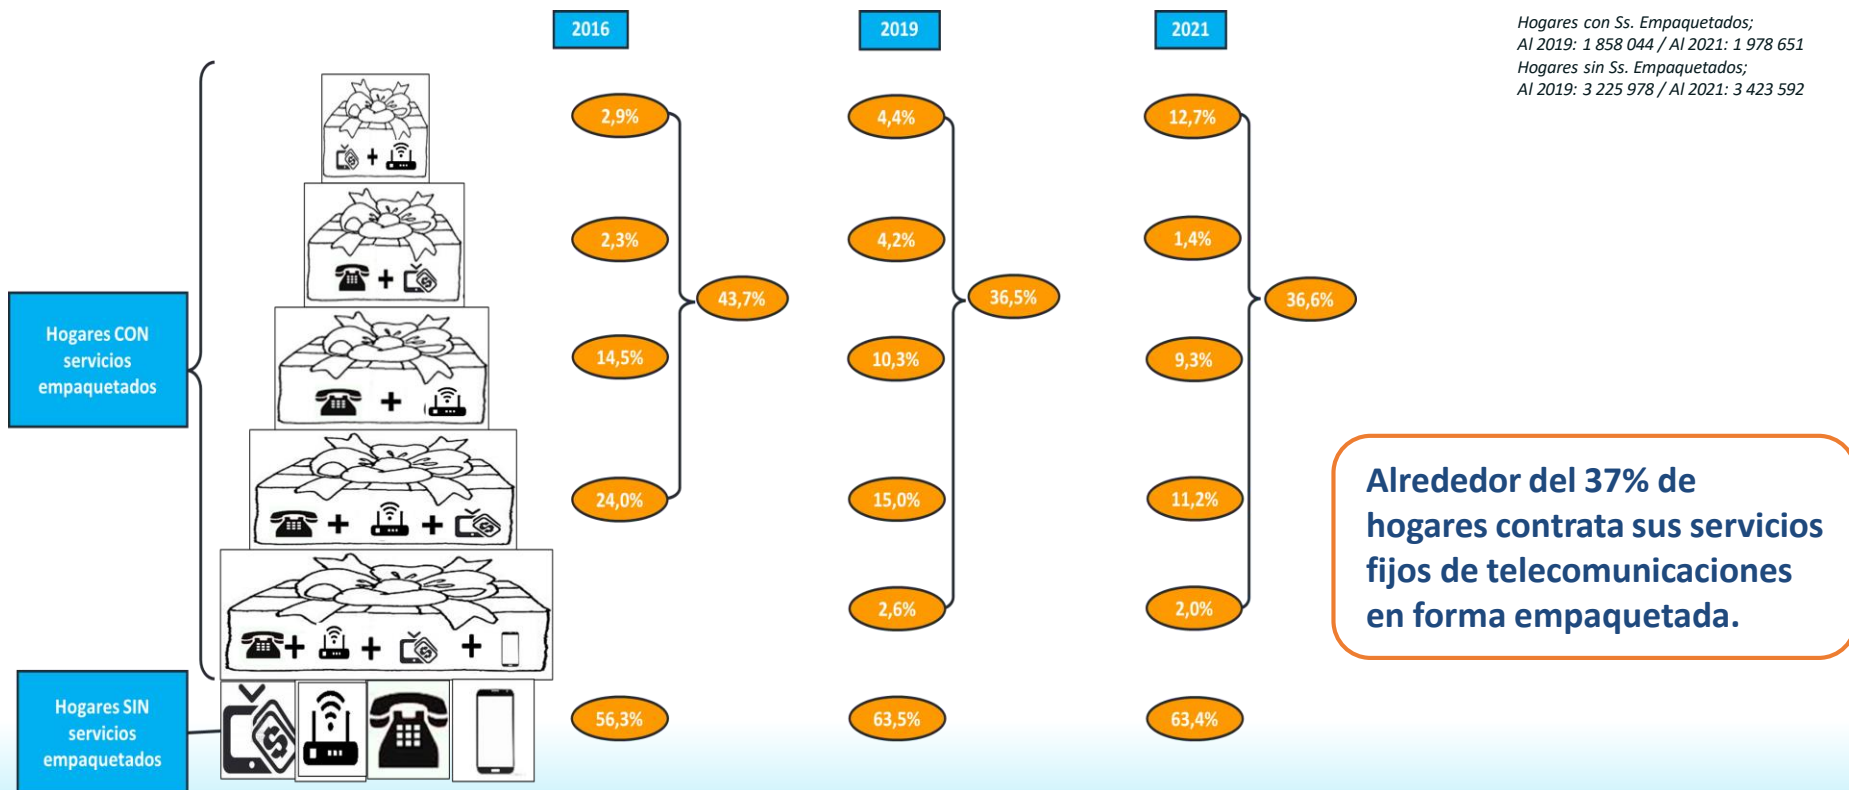 2016
2019
2021
Hogares con Ss. Empaquetados;
Al 2019: 1 858 044 / Al 2021: 1 978 651
Hogares sin Ss. Empaquetados;
Al 2019: 3 225 978 / Al 2021: 3 423 592
2,9%
4,4%
12,7%
2,3%
4,2%
1,4%
43,7%
36,5%
36,6%
Hogares CON
servicios
empaquetados
14,5%
10,3%
9,3%
24,0%
15,0%
11,2%
Alrededor del 37% de
hogares contrata sus servicios
fijos de telecomunicaciones
en forma empaquetada.
2,6%
2,0%
Hogares SIN
servicios
empaquetados
56,3%
63,5%
63,4%